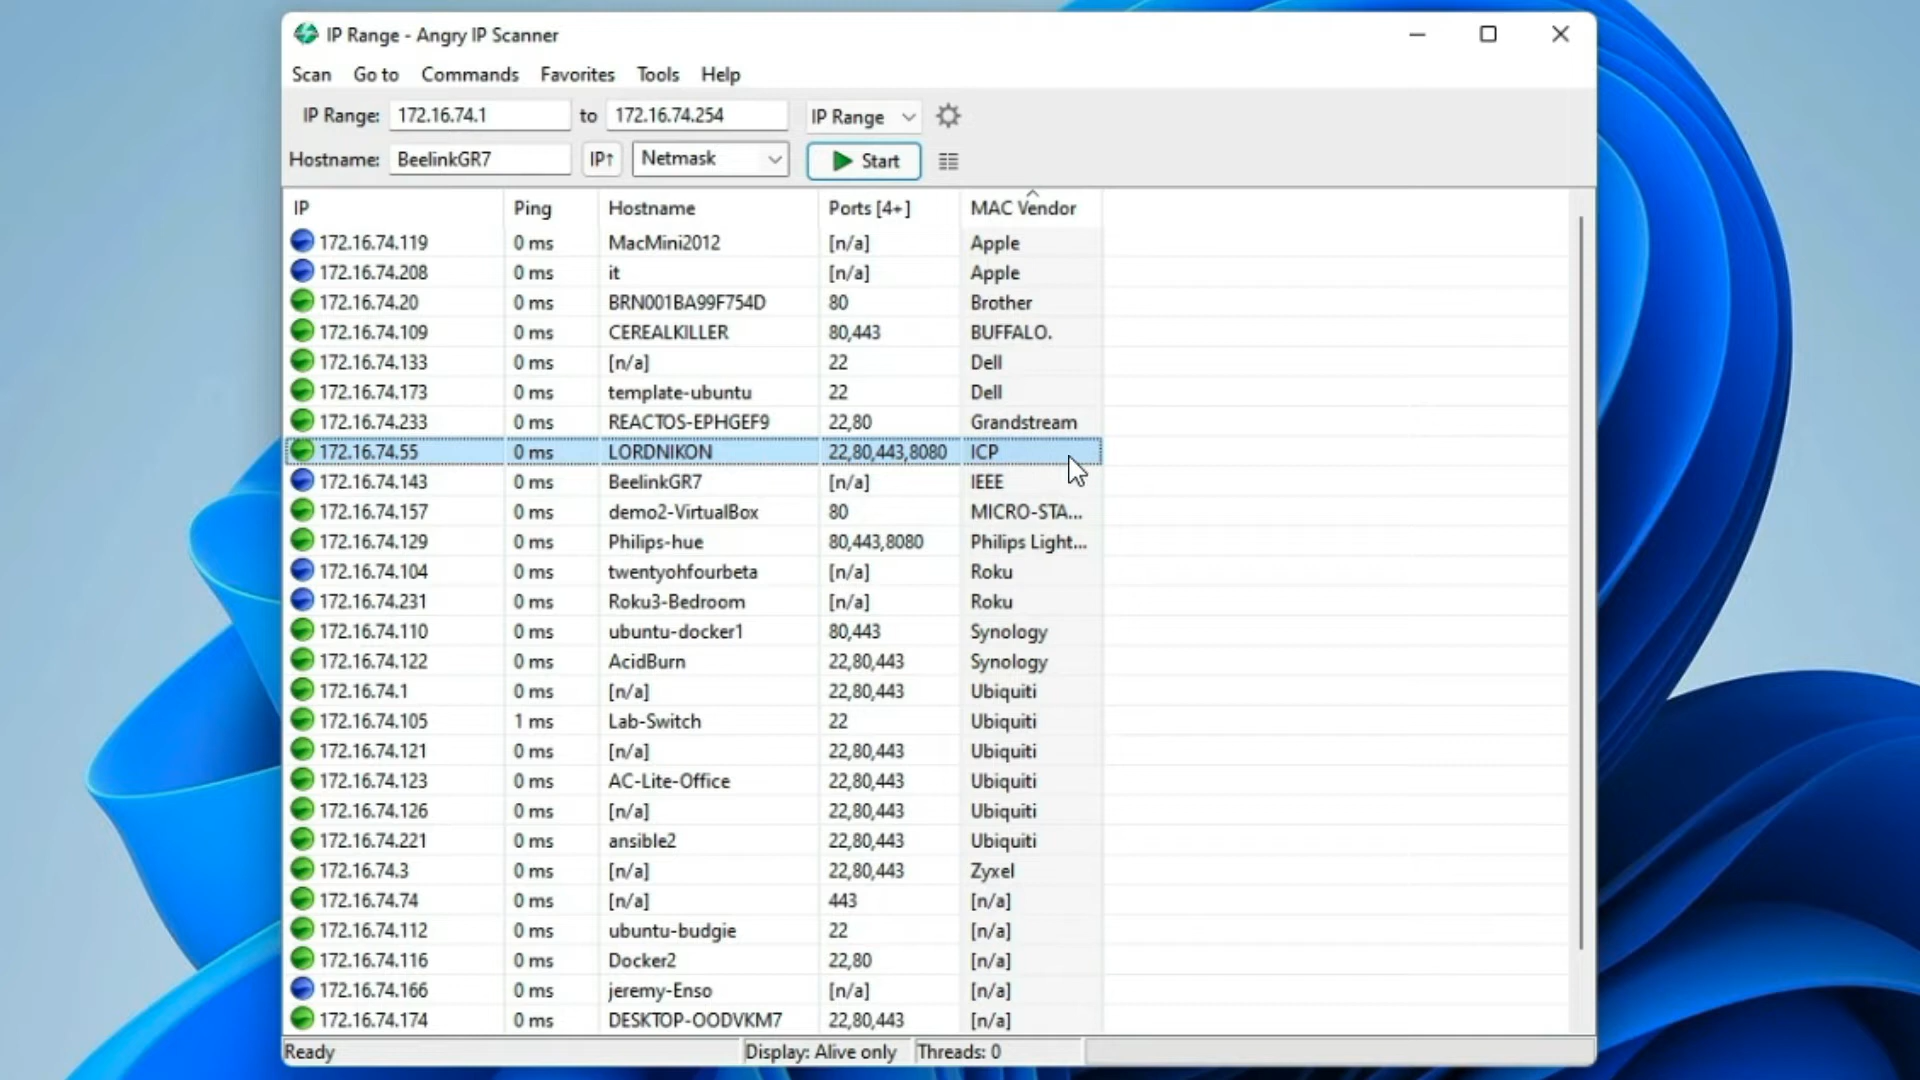 IP Range - Angry IP Scanner
Scan Go to Commands Favorites Tools Help
IP Range: 172.16.74.1 to 172.16.74.254 IP Range
Hostname: BeelinkGR7 IP↑ Netmask Start
IP Ping Hostname Ports [4+] MAC Vendor
172.16.74.119 0 ms MacMini2012 [n/a] Apple
172.16.74.208 0 ms it [n/a] Apple
172.16.74.20 0 ms BRN001BA99F754D 80 Brother
172.16.74.109 0 ms CEREALKILLER 80,443 BUFFALO.
172.16.74.133 0 ms [n/a] 22 Dell
172.16.74.173 0 ms template-ubuntu 22 Dell
172.16.74.233 0 ms REACTOS-EPHGEF9 22,80 Grandstream
172.16.74.55 0 ms LORDNIKON 22,80,443,8080 ICP
172.16.74.143 0 ms BeelinkGR7 [n/a] IEEE
172.16.74.157 0 ms demo2-VirtualBox 80 MICRO-STA...
172.16.74.129 0 ms Philips-hue 80,443,8080 Philips Light...
172.16.74.104 0 ms twentyohfourbeta [n/a] Roku
172.16.74.231 0 ms Roku3-Bedroom [n/a] Roku
172.16.74.110 0 ms ubuntu-docker1 80,443 Synology
172.16.74.122 0 ms AcidBurn 22,80,443 Synology
172.16.74.1 0 ms [n/a] 22,80,443 Ubiquiti
172.16.74.105 1 ms Lab-Switch 22 Ubiquiti
172.16.74.121 0 ms [n/a] 22,80,443 Ubiquiti
172.16.74.123 0 ms AC-Lite-Office 22,80,443 Ubiquiti
172.16.74.126 0 ms [n/a] 22,80,443 Ubiquiti
172.16.74.221 0 ms ansible2 22,80,443 Ubiquiti
172.16.74.3 0 ms [n/a] 22,80,443 Zyxel
172.16.74.74 0 ms [n/a] 443 [n/a]
172.16.74.112 0 ms ubuntu-budgie 22 [n/a]
172.16.74.116 0 ms Docker2 22,80 [n/a]
172.16.74.166 0 ms jeremy-Enso [n/a] [n/a]
172.16.74.174 0 ms DESKTOP-OODVKM7 22,80,443 [n/a]
Ready Display: Alive only Threads: 0